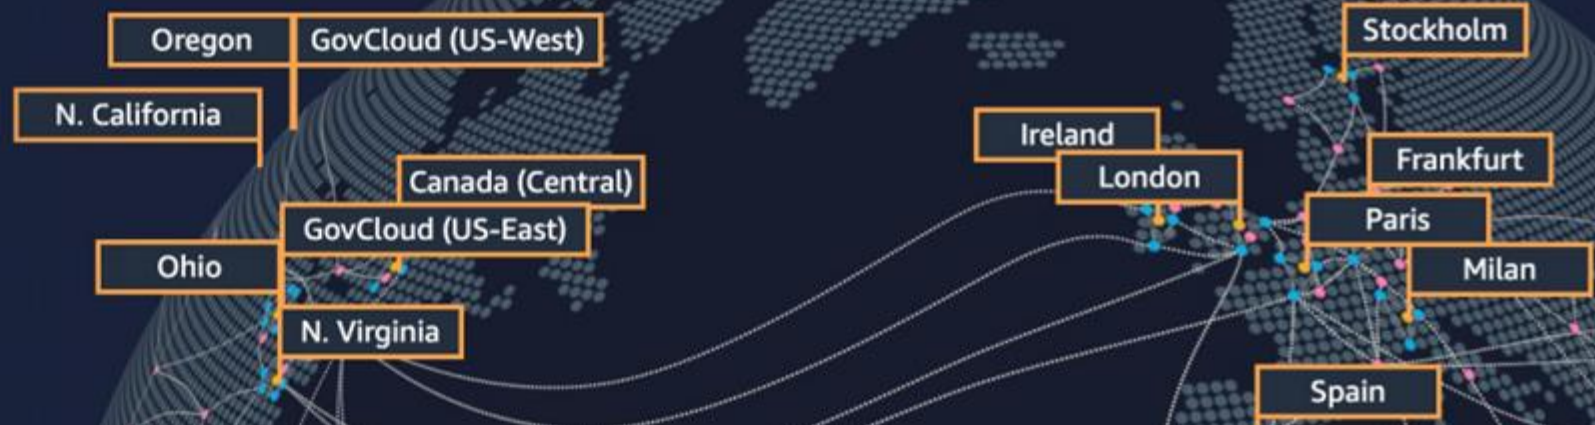 Oregon
GovCloud (US-West)
N. California
Canada (Central)
GovCloud (US-East)
Ohio
N. Virginia
Stockholm
Ireland
London
Frankfurt
Paris
Milan
Spain